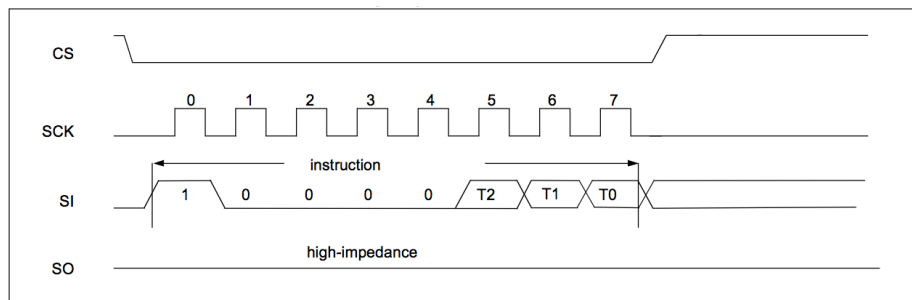 CS
0 1 2 3 4 5 6 7
SCK
instruction
SI 1 0 0 0 0 T2 T1 T0
high-impedance
SO